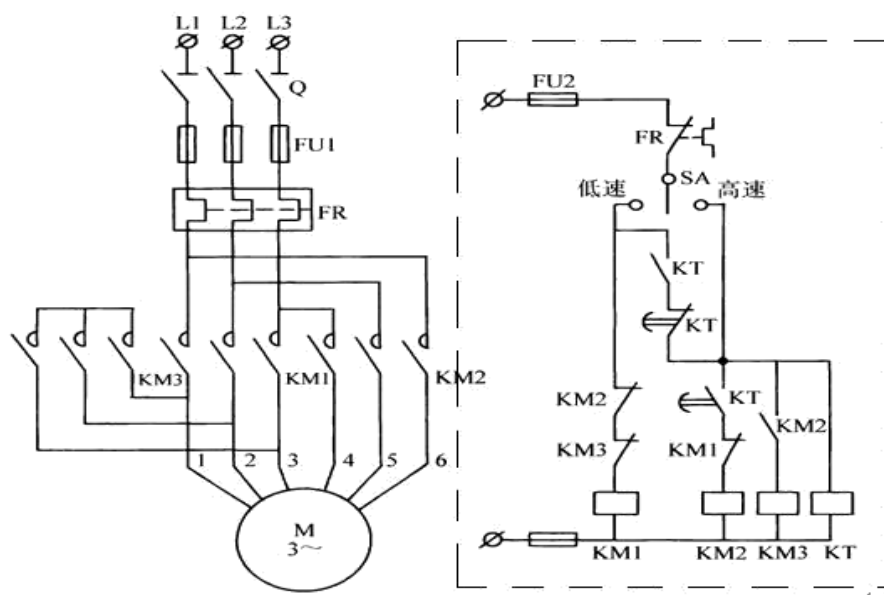 L1 L2 L3
Q
FU1
FR
KM3 KM1 KM2
1 2 3 4 5 6
M
3~
FU2
FR
SA
低速 高速
KT
KT
KM2 KT KM2
KM3 KM1
KM1 KM2 KM3 KT